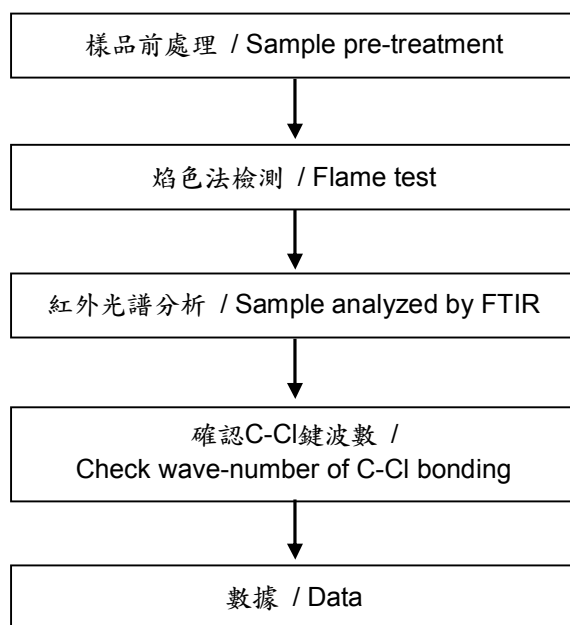 樣品前處理 / Sample pre-treatment
焰色法檢測 / Flame test
紅外光譜分析 / Sample analyzed by FTIR
確認C-Cl鍵波數 /
Check wave-number of C-Cl bonding
數據 / Data